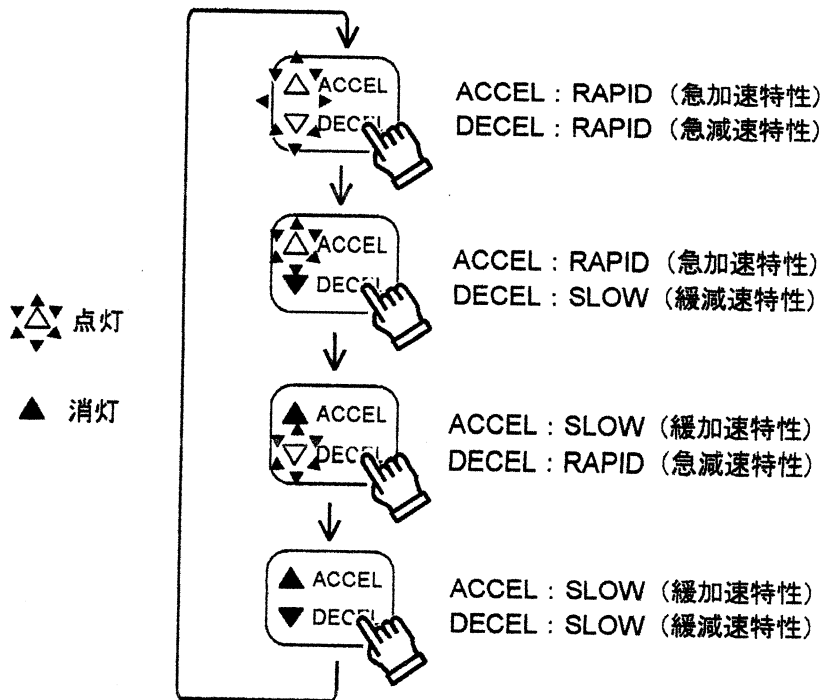 ACCEL
DECEL
ACCEL : RAPID (急加速特性)
DECEL : RAPID (急減速特性)
ACCEL
DECEL
ACCEL : RAPID (急加速特性)
DECEL : SLOW (緩減速特性)
点灯
消灯
ACCEL
DECEL
ACCEL : SLOW (緩加速特性)
DECEL : RAPID (急減速特性)
ACCEL
DECEL
ACCEL : SLOW (緩加速特性)
DECEL : SLOW (緩減速特性)